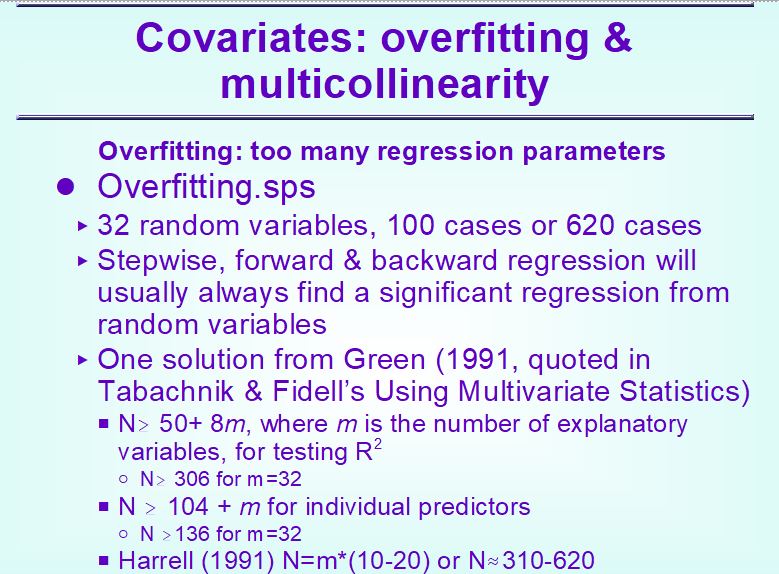 Covariates: overfitting &
multicollinearity
Overfitting: too many regression parameters
● Overfitting.sps
▸ 32 random variables, 100 cases or 620 cases
▸ Stepwise, forward & backward regression will
usually always find a significant regression from
random variables
▸ One solution from Green (1991, quoted in
Tabachnik & Fidell’s Using Multivariate Statistics)
■ N> 50+ 8m, where m is the number of explanatory
variables, for testing R²
○ N> 306 for m=32
■ N > 104 + m for individual predictors
○ N >136 for m=32
■ Harrell (1991) N=m*(10-20) or N≈310-620